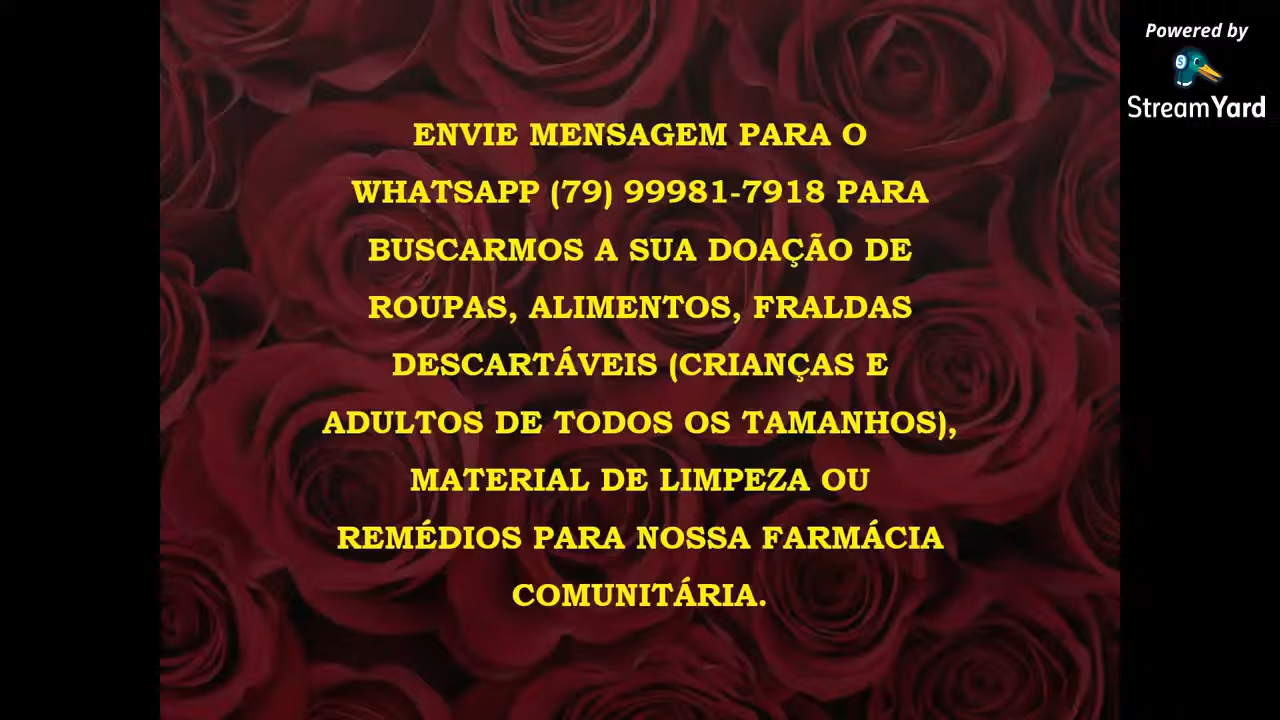 Powered by
StreamYard
ENVIE MENSAGEM PARA O
WHATSAPP (79) 99981-7918 PARA
BUSCARMOS A SUA DOAÇÃO DE
ROUPAS, ALIMENTOS, FRALDAS
DESCARTÁVEIS (CRIANÇAS E
ADULTOS DE TODOS OS TAMANHOS),
MATERIAL DE LIMPEZA OU
REMÉDIOS PARA NOSSA FARMÁCIA
COMUNITÁRIA.